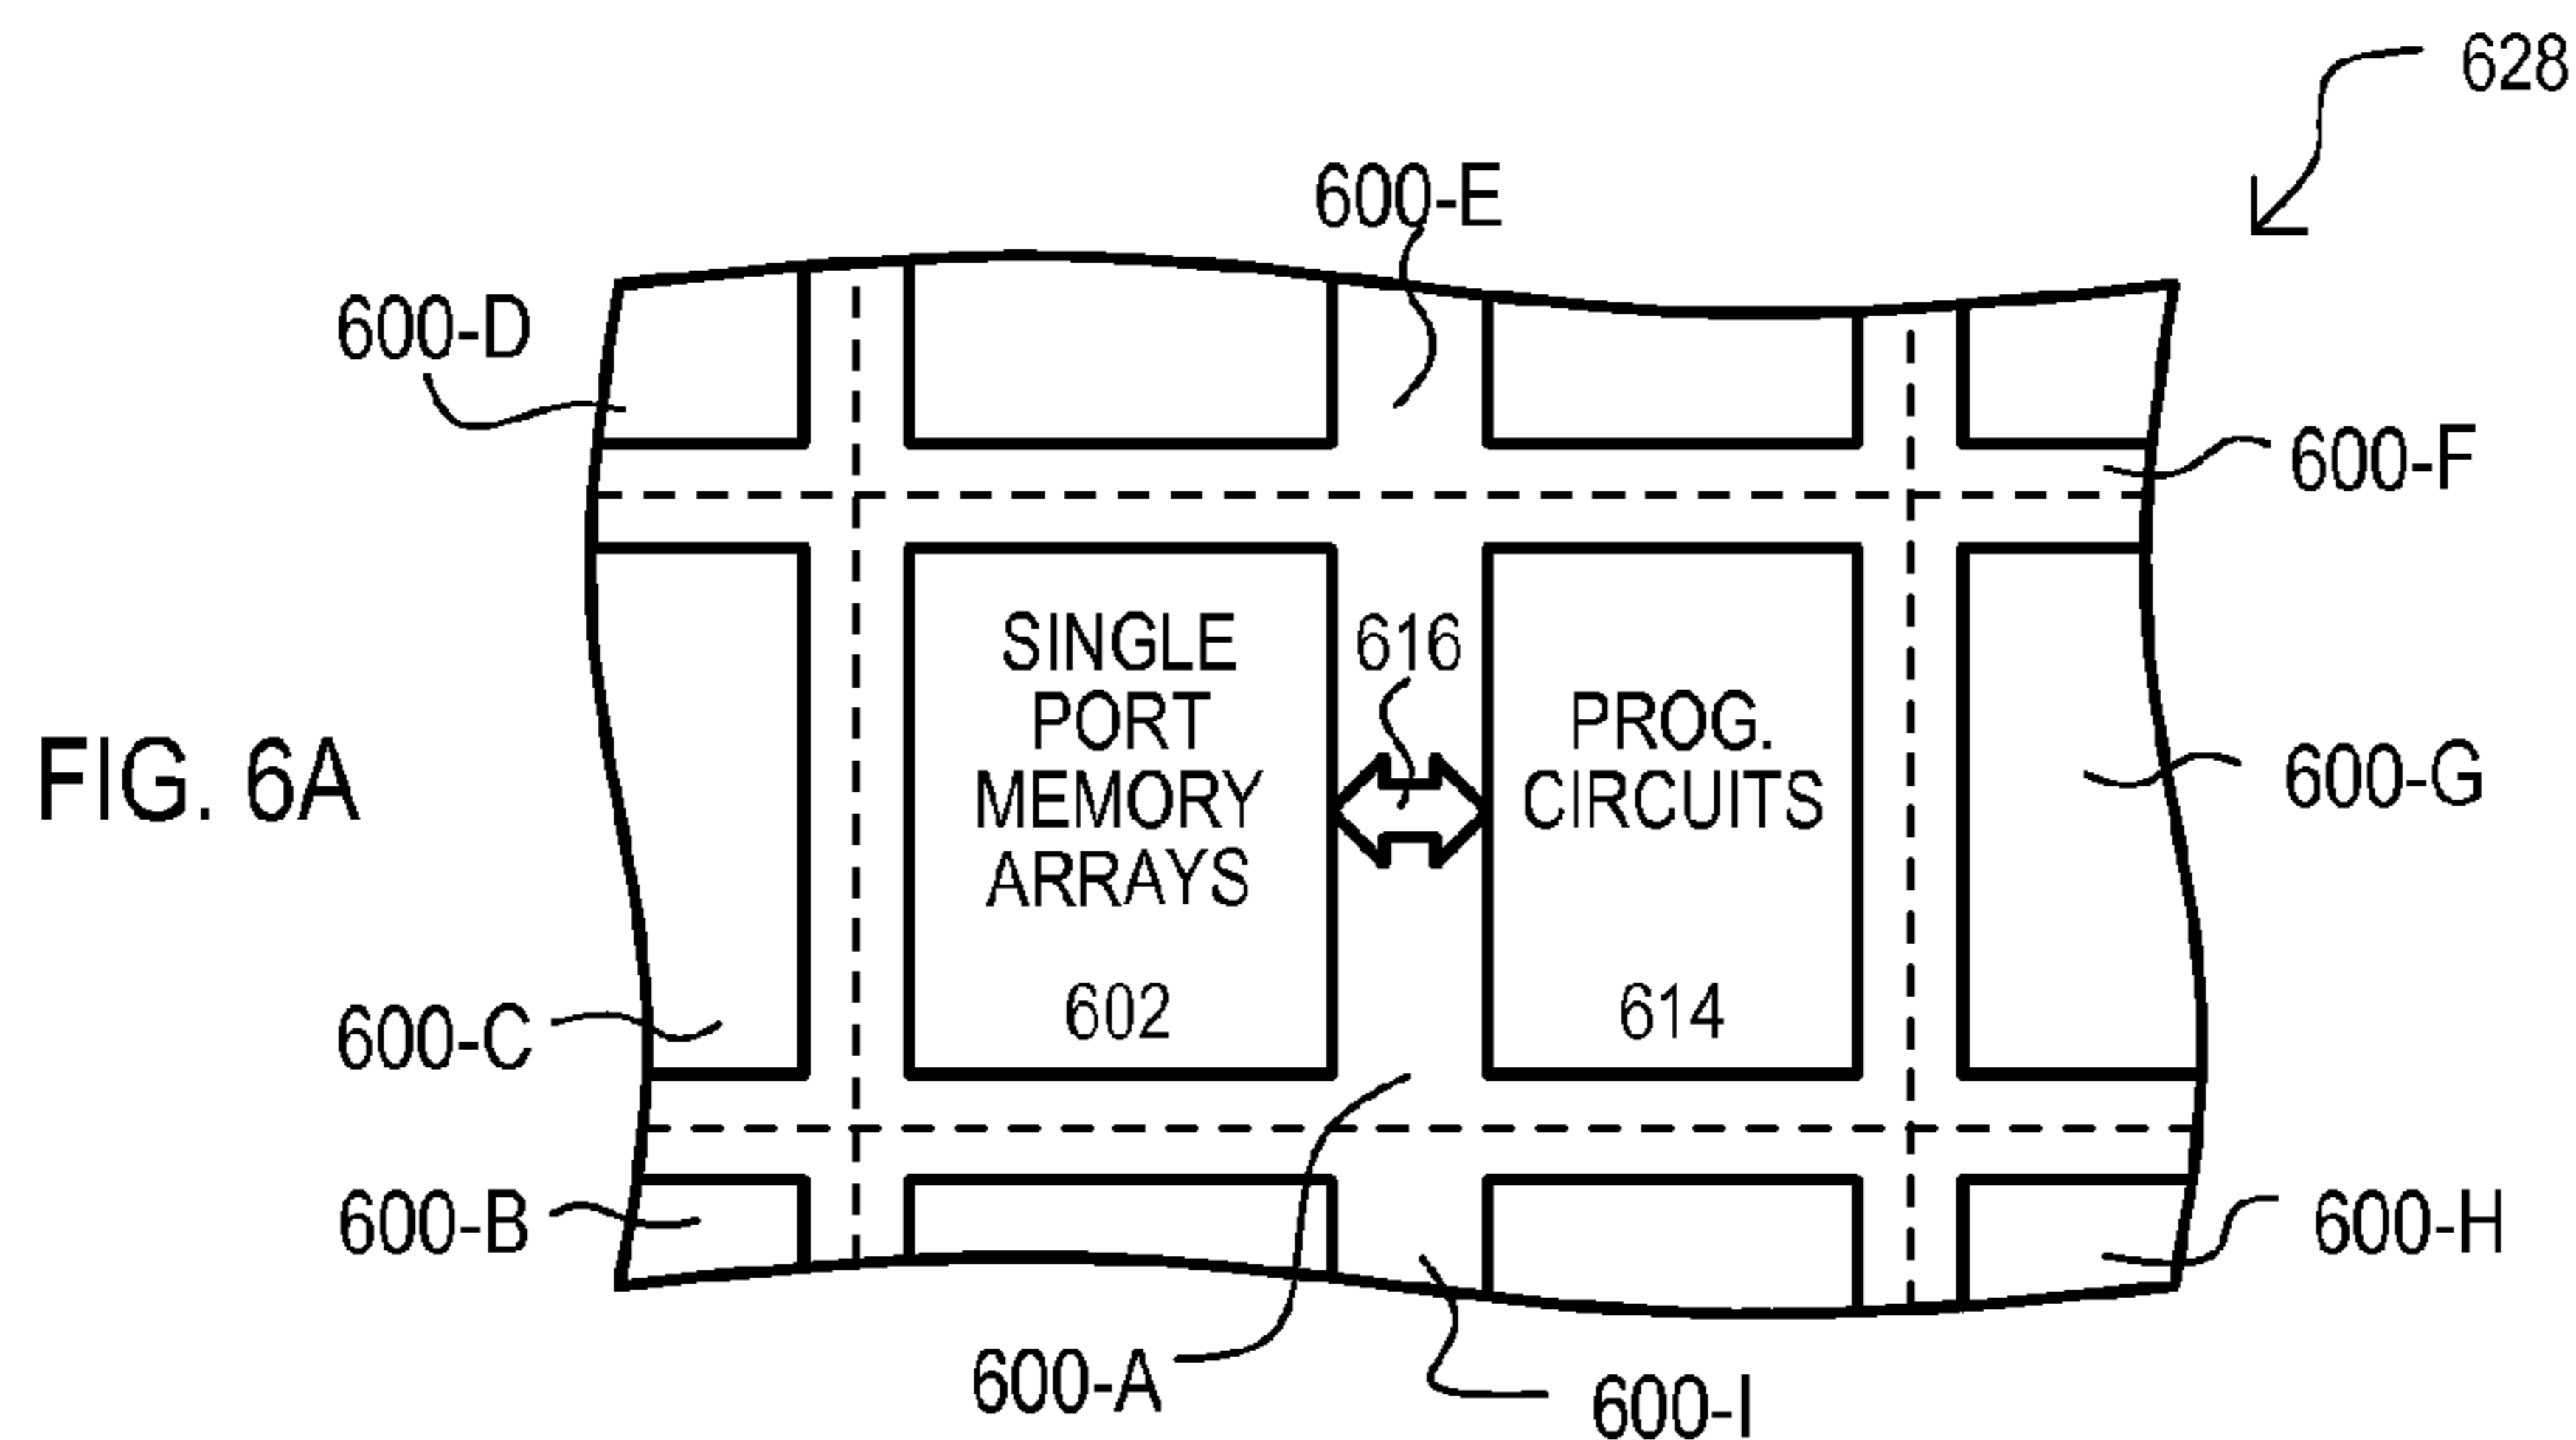 628
600-E
600-D
600-F
SINGLE
PORT
MEMORY
ARRAYS
602
616
PROG.
CIRCUITS
614
FIG. 6A
600-G
600-C
600-B
600-H
600-A
600-I